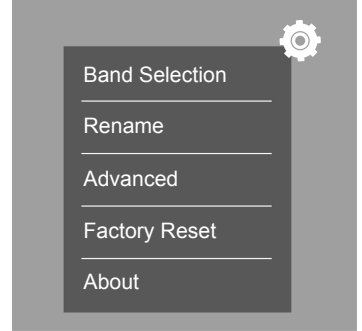 Band Selection
Rename
Advanced
Factory Reset
About